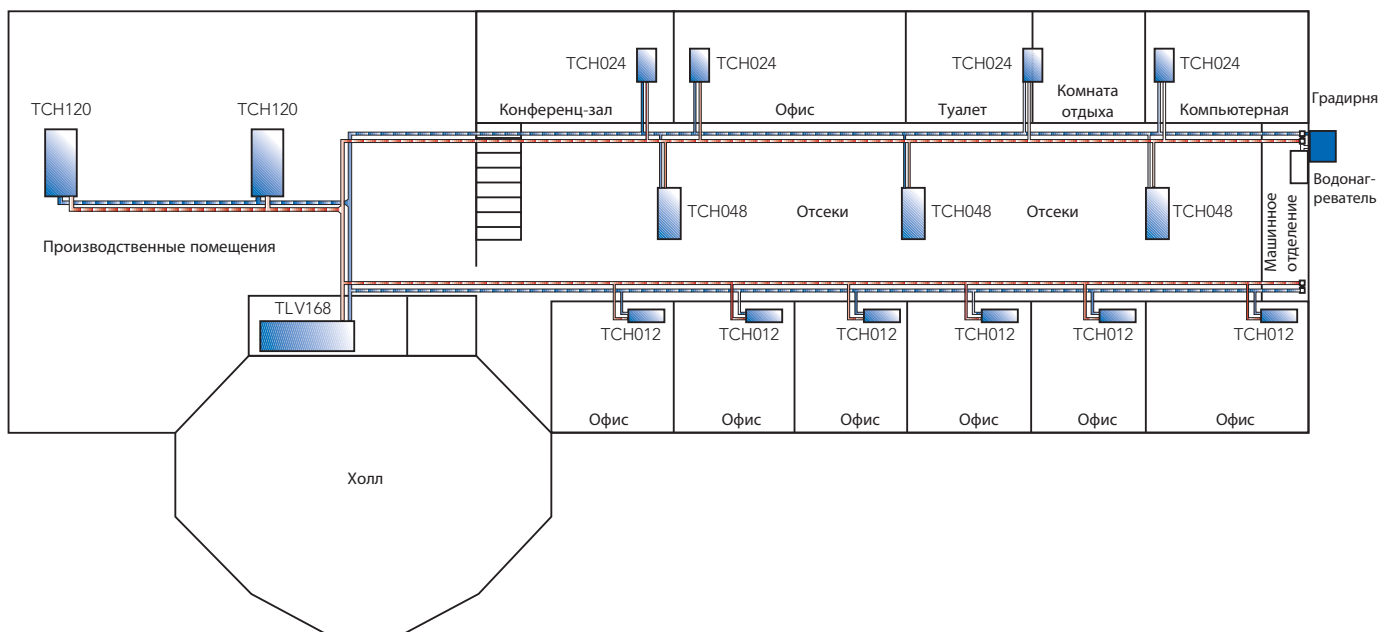 TCH024
TCH024
TCH024
TCH024
Конференц-зал
Офис
Туалет
Комната
отдыха
Компьютерная
Градирня
TCH120
TCH120
Водонаг-
реватель
TCH048
Отсеки
TCH048
Отсеки
TCH048
Машинное
отделение
Производственные помещения
TLV168
TCH012
TCH012
TCH012
TCH012
TCH012
TCH012
Офис
Офис
Офис
Офис
Офис
Офис
Холл